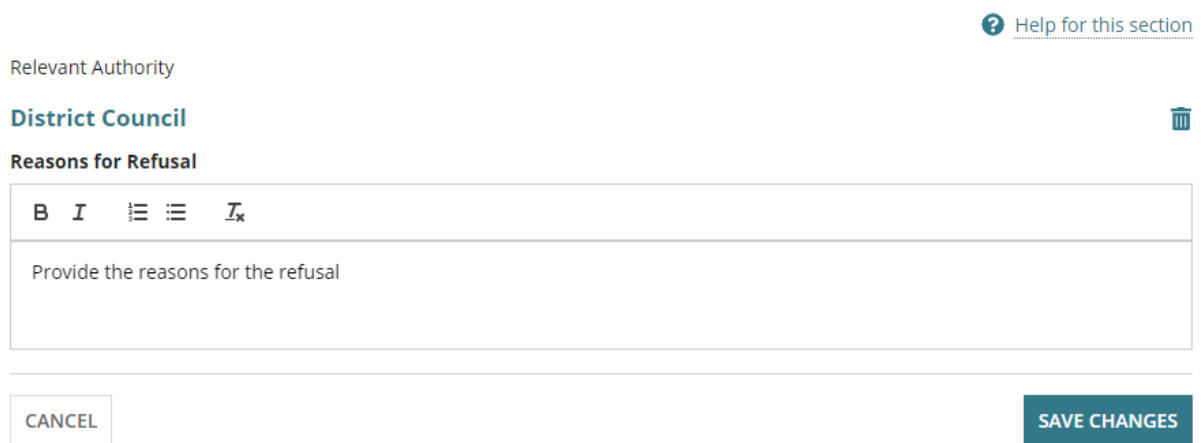 Help for this section
Relevant Authority
District Council
Reasons for Refusal
B I
Provide the reasons for the refusal
CANCEL
SAVE CHANGES